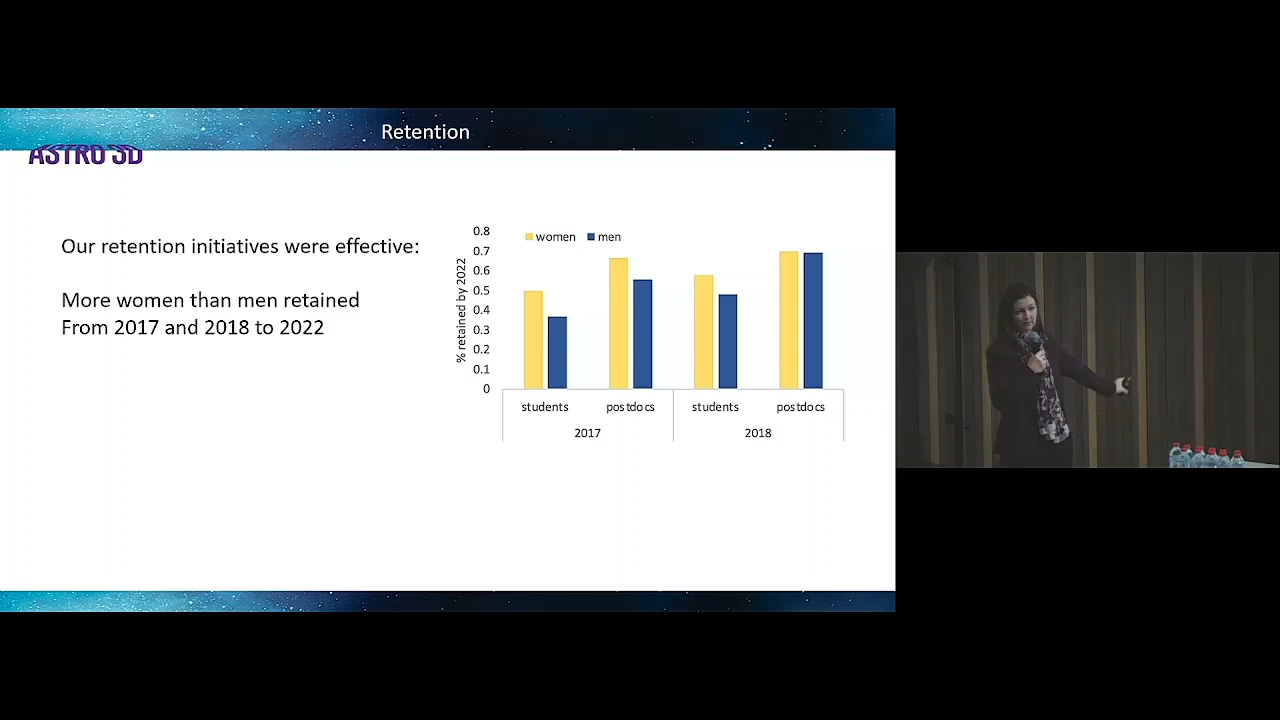 Retention
ASTRO 3D
Our retention initiatives were effective:
More women than men retained
From 2017 and 2018 to 2022
women men
% retained by 2022
0.8
0.7
0.6
0.5
0.4
0.3
0.2
0.1
0
students postdocs students postdocs
2017 2018